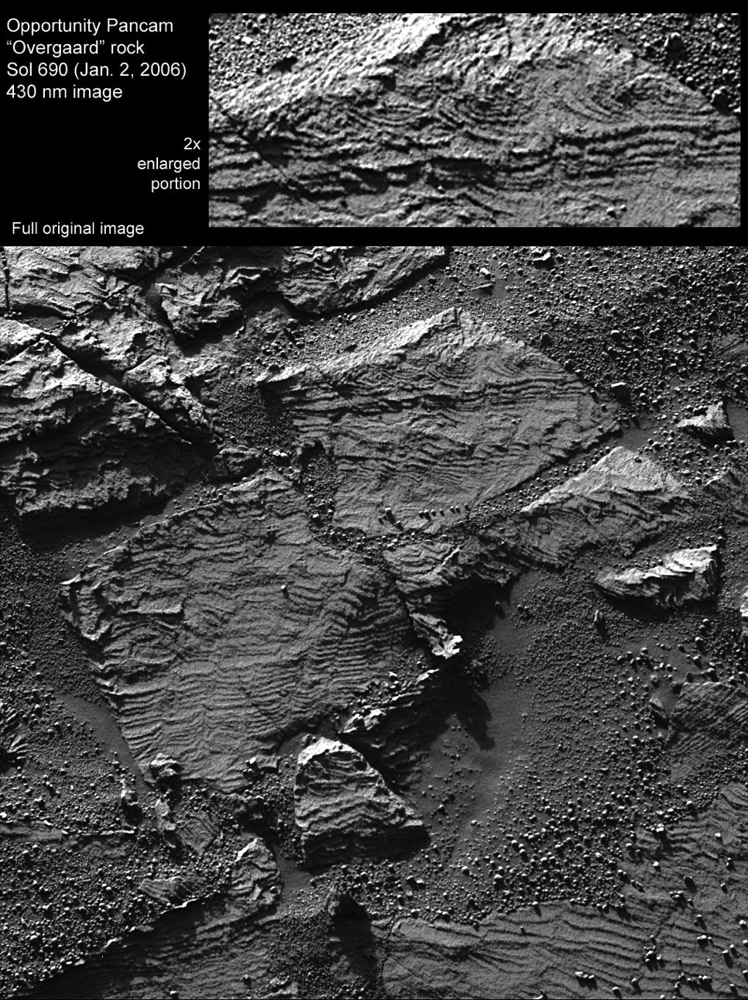 Opportunity Pancam
“Overgaard” rock
Sol 690 (Jan. 2, 2006)
430 nm image
2x
enlarged
portion
Full original image